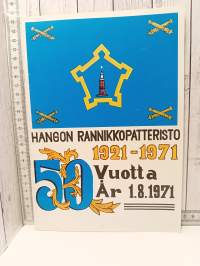 HANGON RANNIKKOPATTERISTO
1921-1971
50 Vuotta
År 1.8.1971